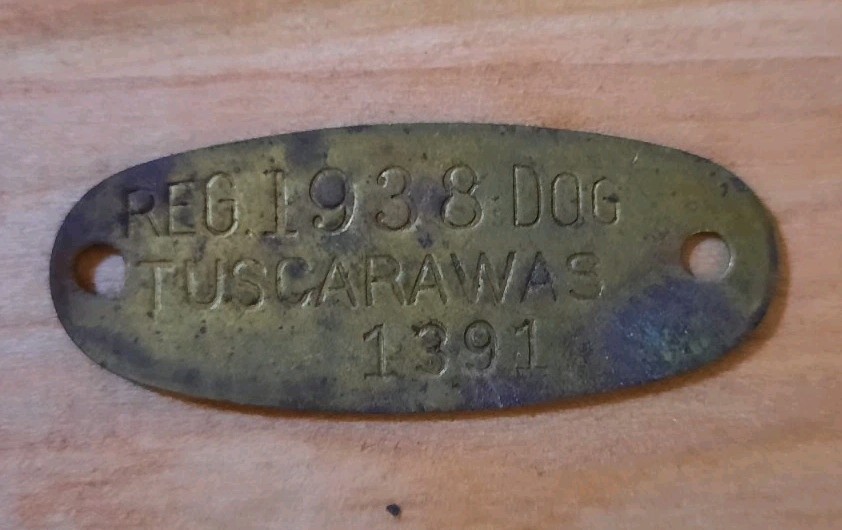 REG. 1938 DOG
TUSCARAWAS
1391